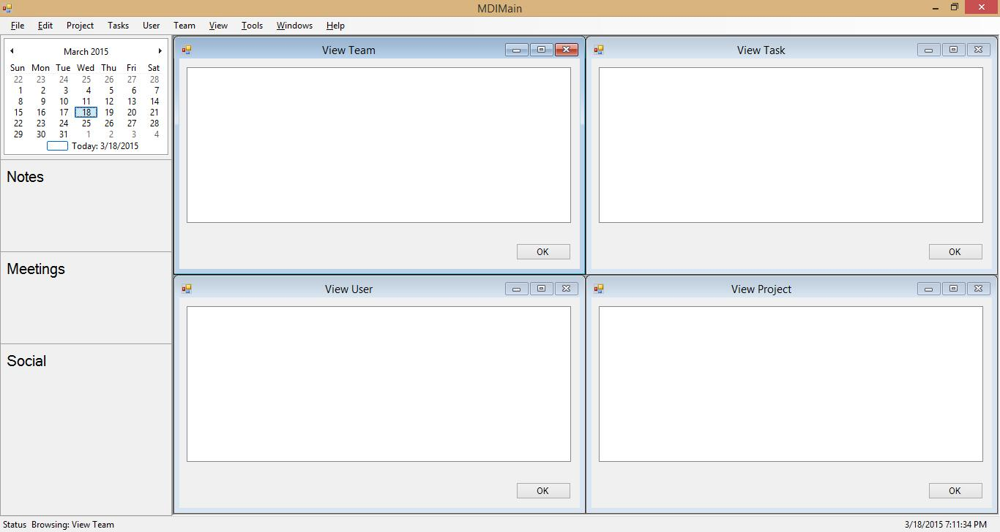 MDIMain
File Edit Project Tasks User Team View Tools Windows Help
March 2015
Sun Mon Tue Wed Thu Fri Sat
22 23 24 25 26 27 28
1 2 3 4 5 6 7
8 9 10 11 12 13 14
15 16 17 18 19 20 21
22 23 24 25 26 27 28
29 30 31 1 2 3 4
Today: 3/18/2015
Notes
Meetings
Social
View Team
OK
View Task
OK
View User
OK
View Project
OK
Status Browsing: View Team
3/18/2015 7:11:34 PM